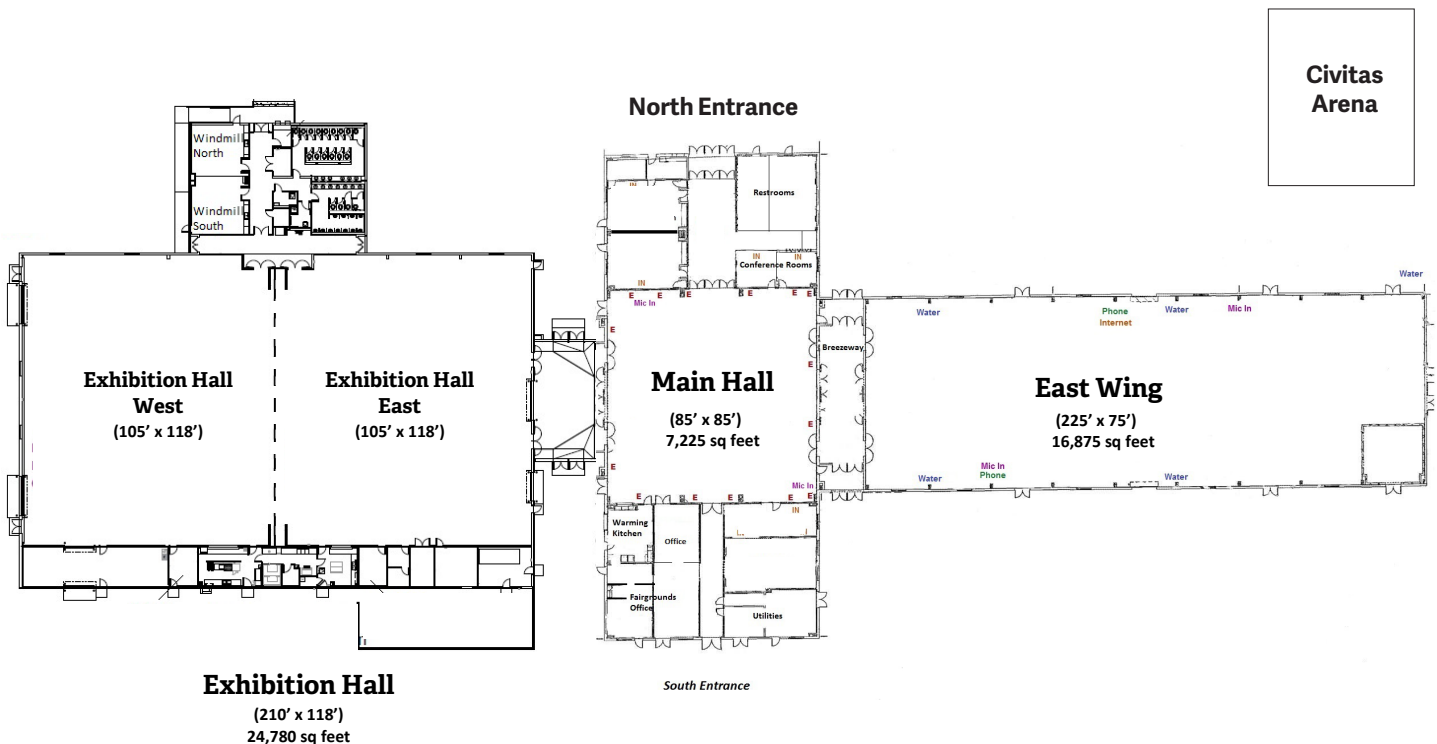 Civitas
Arena
North Entrance
Windmill
North
Windmill
South
IN
Restrooms
IN
IN
Conference Rooms
IN
E
E
E
E
E
E
Mic In
Water
Water
Phone
Internet
Water
Mic In
E
Breezeway
E
Exhibition Hall
West
(105’ x 118’)
Exhibition Hall
East
(105’ x 118’)
Main Hall
(85’ x 85’)
7,225 sq feet
East Wing
(225’ x 75’)
16,875 sq feet
E
E
Mic In
Water
Mic In
Phone
Water
E
E
E
E
E
IN
Warming
Kitchen
Office
Fairgrounds
Office
Utilities
South Entrance
Exhibition Hall
(210’ x 118’)
24,780 sq feet